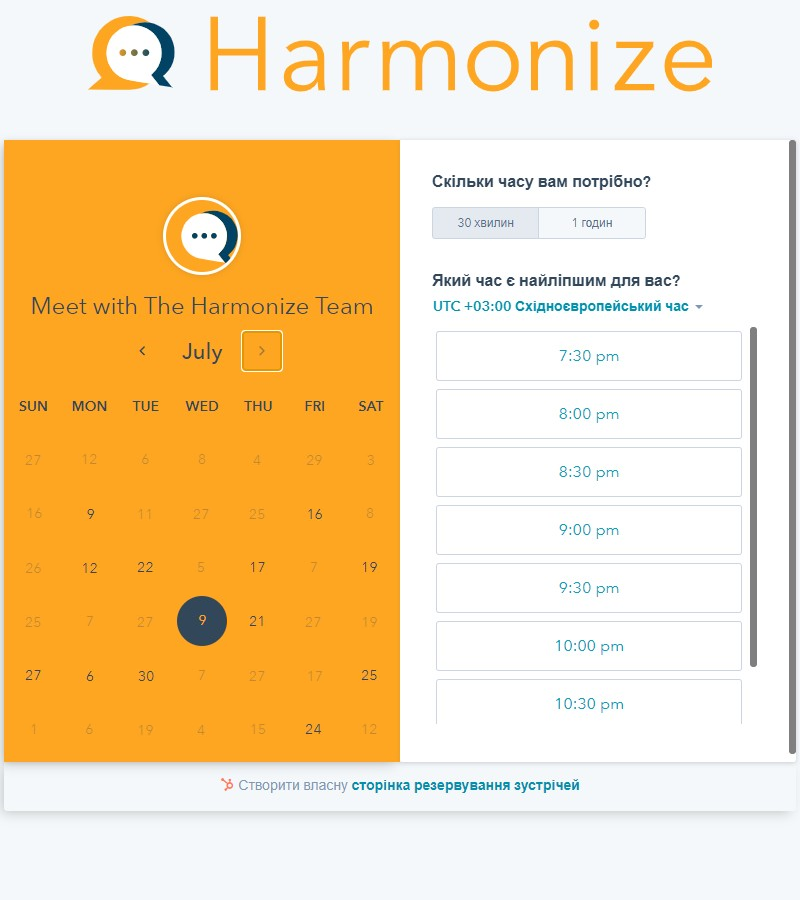 Harmonize
Meet with The Harmonize Team
July
SUN MON TUE WED THU FRI SAT
27 12 6 8 4 29 3
16 9 11 27 25 16 8
26 12 22 5 17 7 19
25 7 27 9 21 27 19
27 6 30 7 27 17 25
1 6 19 4 15 24 12
Скільки часу вам потрібно?
30 хвилин 1 годин
Який час є найліпшим для вас?
UTC +03:00 Східноєвропейський час
7:30 pm
8:00 pm
8:30 pm
9:00 pm
9:30 pm
10:00 pm
10:30 pm
Створити власну сторінка резервування зустрічей